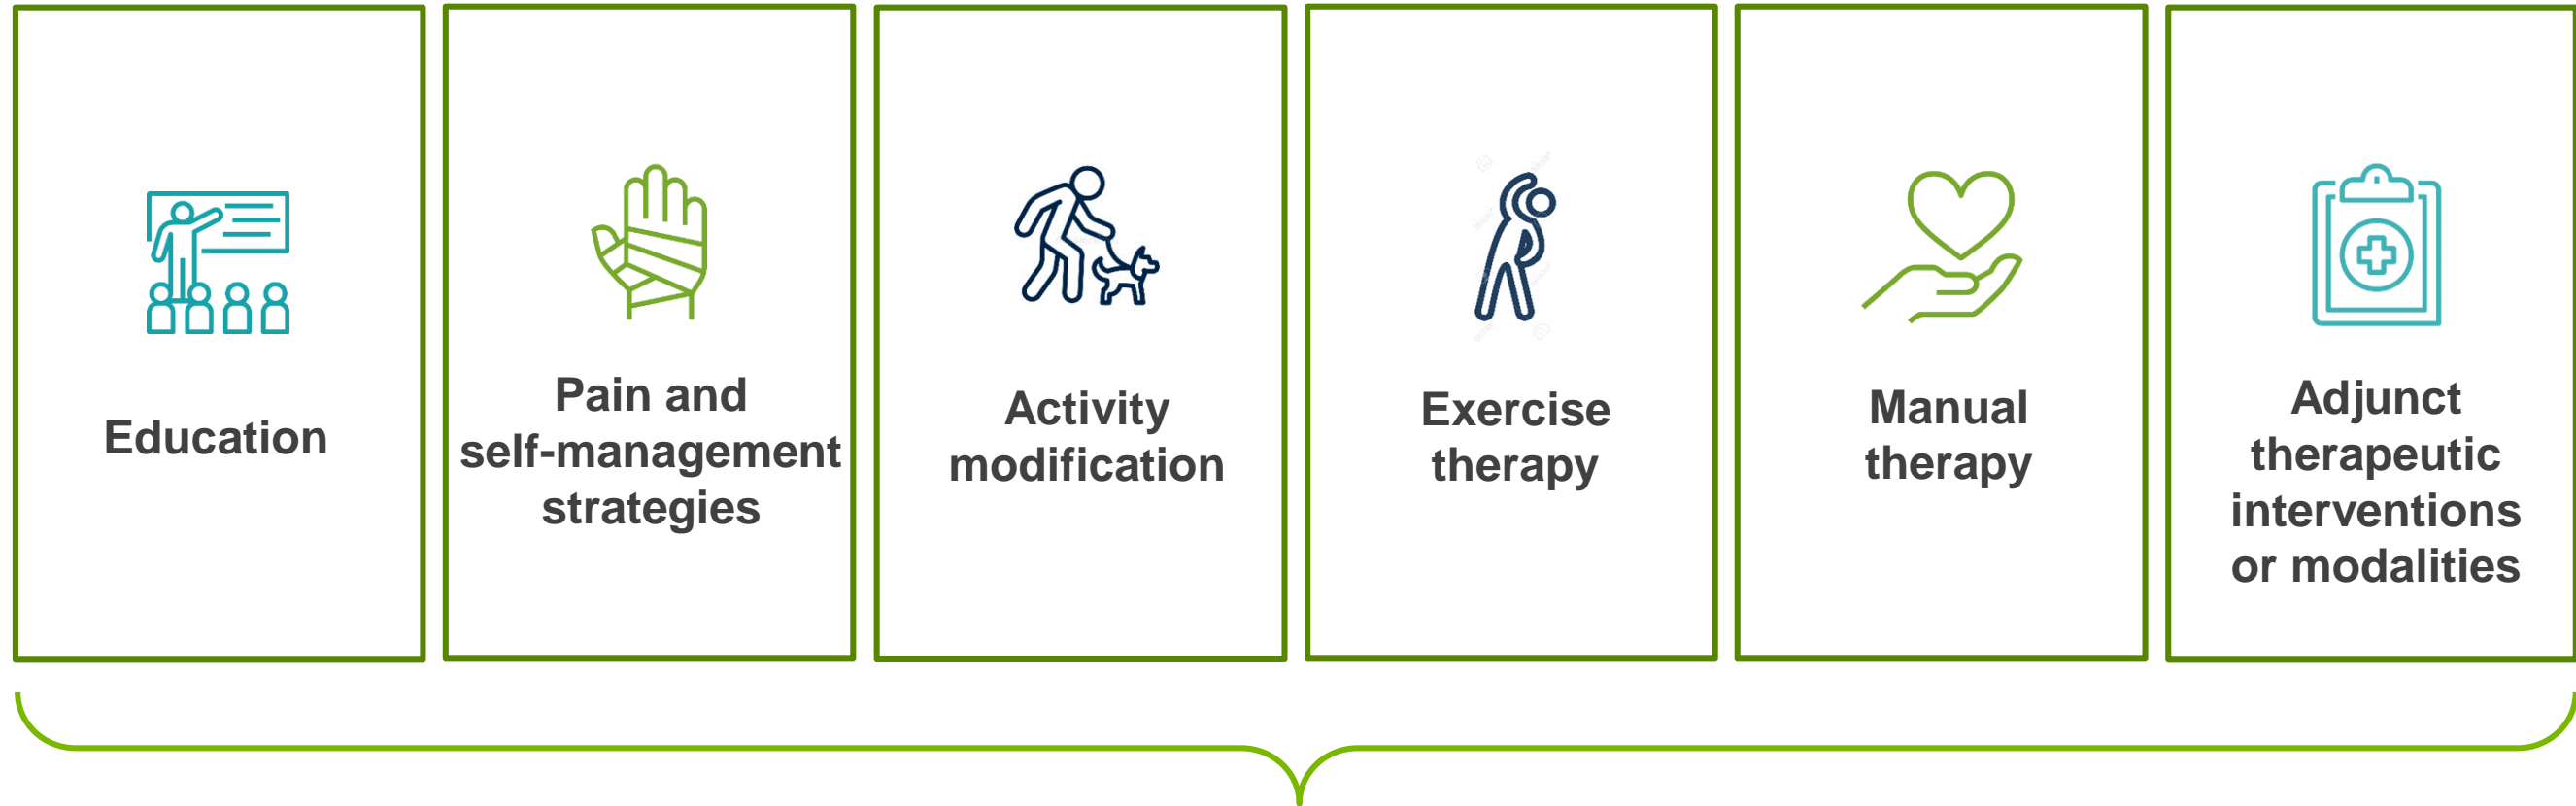 Education
Pain and
self-management
strategies
Activity
modification
Exercise
therapy
Manual
therapy
Adjunct
therapeutic
interventions
or modalities